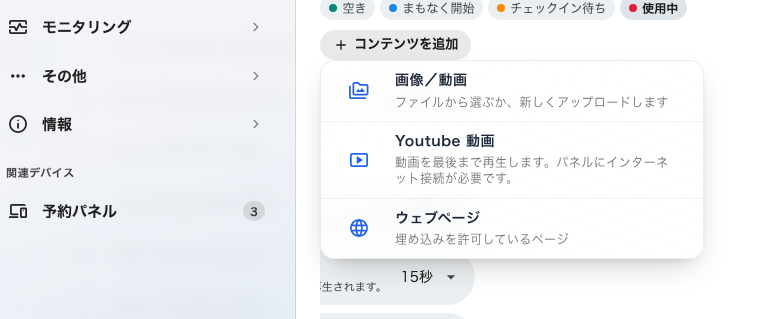 モニタリング
その他
情報
関連デバイス
予約パネル 3
空き まもなく開始 チェックイン待ち 使用中
+ コンテンツを追加
画像／動画
ファイルから選ぶか、新しくアップロードします
Youtube 動画
動画を最後まで再生します。パネルにインターネ
ット接続が必要です。
ウェブページ
埋め込みを許可しているページ
生されます。 15秒